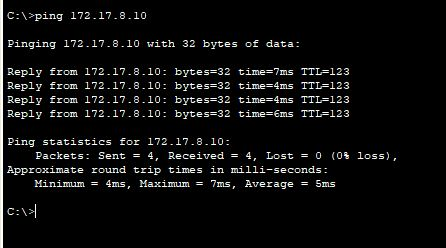 C:\>ping 172.17.8.10
Pinging 172.17.8.10 with 32 bytes of data:
Reply from 172.17.8.10: bytes=32 time=7ms TTL=123
Reply from 172.17.8.10: bytes=32 time=4ms TTL=123
Reply from 172.17.8.10: bytes=32 time=4ms TTL=123
Reply from 172.17.8.10: bytes=32 time=6ms TTL=123
Ping statistics for 172.17.8.10:
Packets: Sent = 4, Received = 4, Lost = 0 (0% loss),
Approximate round trip times in milli-seconds:
Minimum = 4ms, Maximum = 7ms, Average = 5ms
C:\>